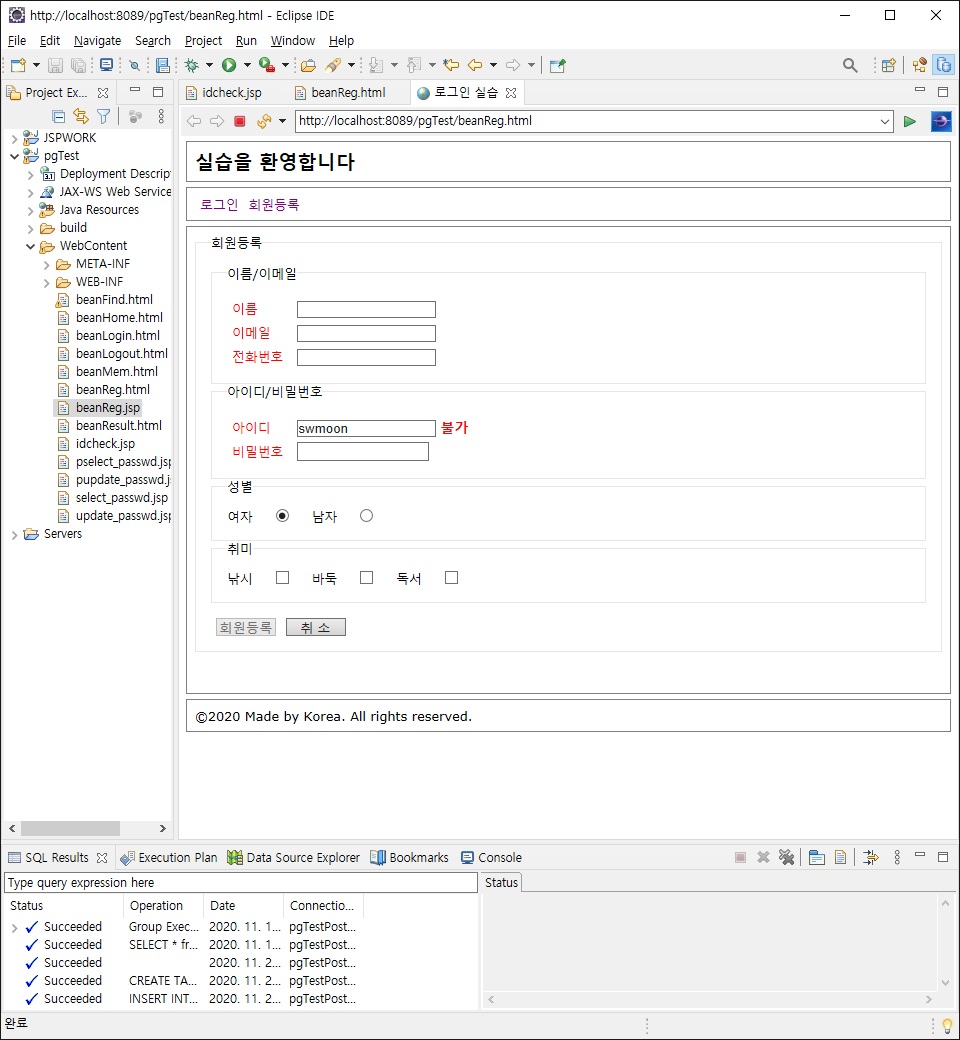 http://localhost:8089/pgTest/beanReg.html - Eclipse IDE
File Edit Navigate Search Project Run Window Help
Project Ex...
idcheck.jsp beanReg.html 로그인 실습
http://localhost:8089/pgTest/beanReg.html
JSPWORK
pgTest
Deployment Descrip
JAX-WS Web Service
Java Resources
build
WebContent
META-INF
WEB-INF
beanFind.html
beanHome.html
beanLogin.html
beanLogout.html
beanMem.html
beanReg.html
beanReg.jsp
beanResult.html
idcheck.jsp
pselect_passwd.jsp
pupdate_passwd.j
select_passwd.jsp
update_passwd.jsp
Servers
실습을 환영합니다
로그인 회원등록
회원등록
이름/이메일
이름
이메일
전화번호
아이디/비밀번호
아이디 swmoon 불가
비밀번호
성별
여자 남자
취미
낚시 바둑 독서
회원등록 취 소
©2020 Made by Korea. All rights reserved.
SQL Results Execution Plan Data Source Explorer Bookmarks Console
Type query expression here
Status
Status Operation Date Connectio...
Succeeded Group Exec... 2020. 11. 1... pgTestPost...
Succeeded SELECT * fr... 2020. 11. 1... pgTestPost...
Succeeded 2020. 11. 2... pgTestPost...
Succeeded CREATE TA... 2020. 11. 2... pgTestPost...
Succeeded INSERT INT... 2020. 11. 2... pgTestPost...
완료